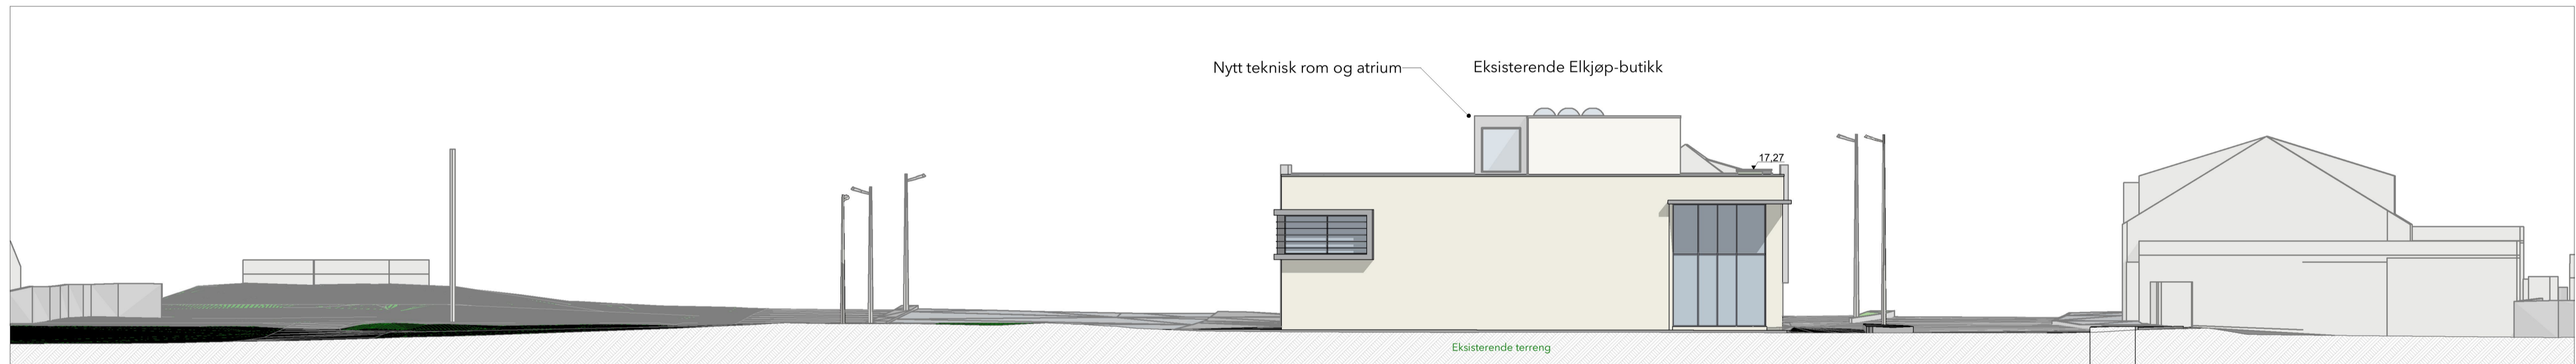 Nytt teknisk rom og atrium
Eksisterende Elkjøp-butikk
17,27
Eksisterende terreng